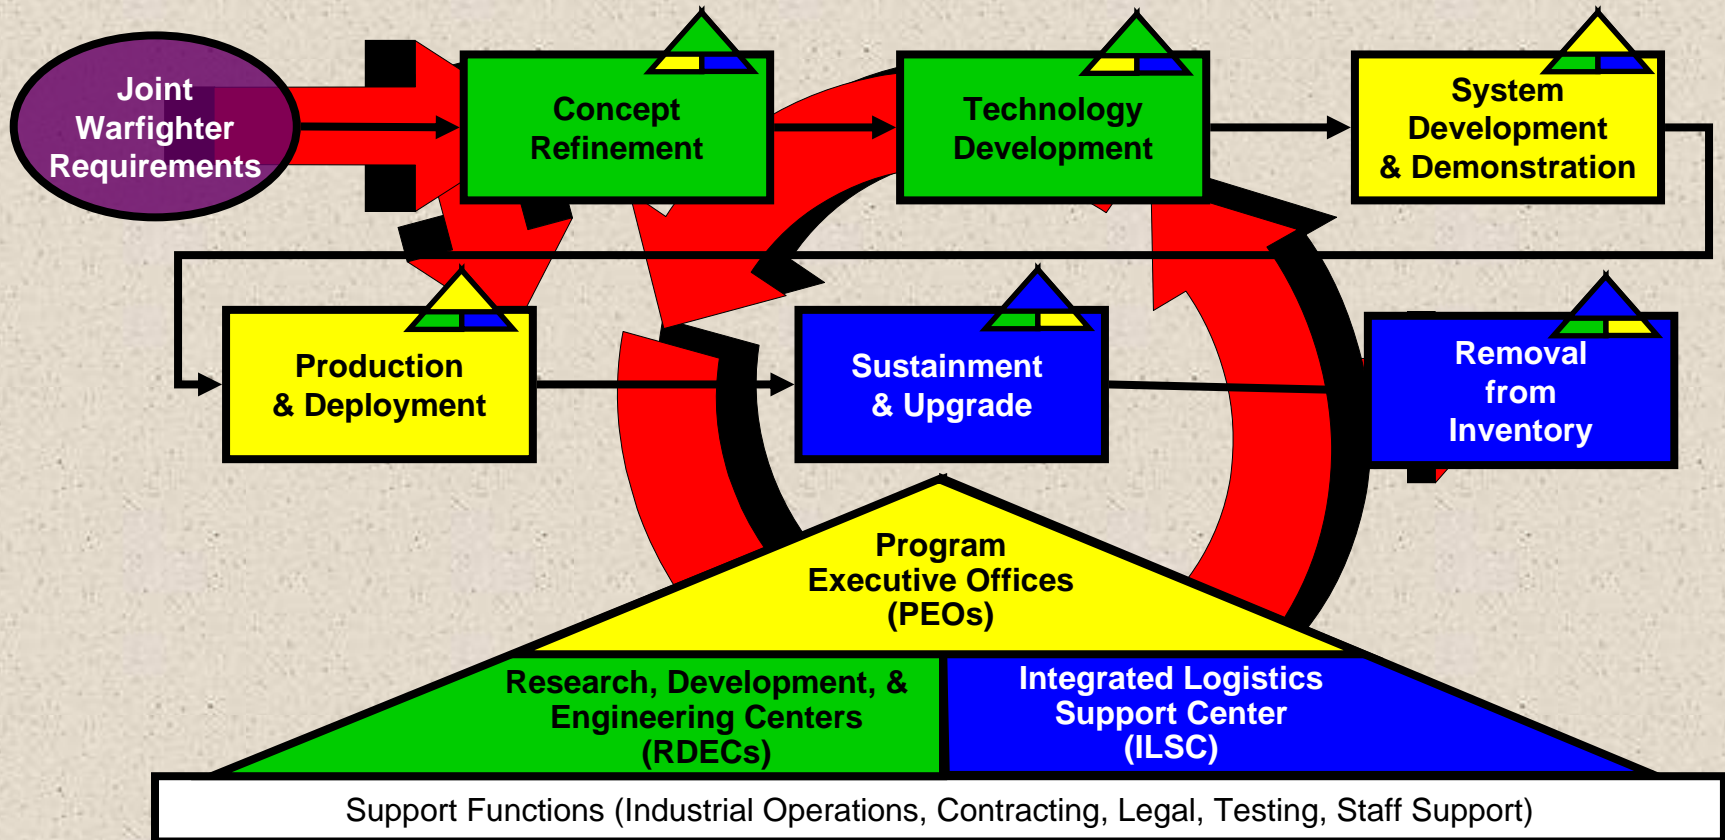 Joint
Warfighter
Requirements
Concept
Refinement
Technology
Development
System
Development
& Demonstration
Production
& Deployment
Sustainment
& Upgrade
Removal
from
Inventory
Program
Executive Offices
(PEOs)
Research, Development, &
Engineering Centers
(RDECs)
Integrated Logistics
Support Center
(ILSC)
Support Functions (Industrial Operations, Contracting, Legal, Testing, Staff Support)